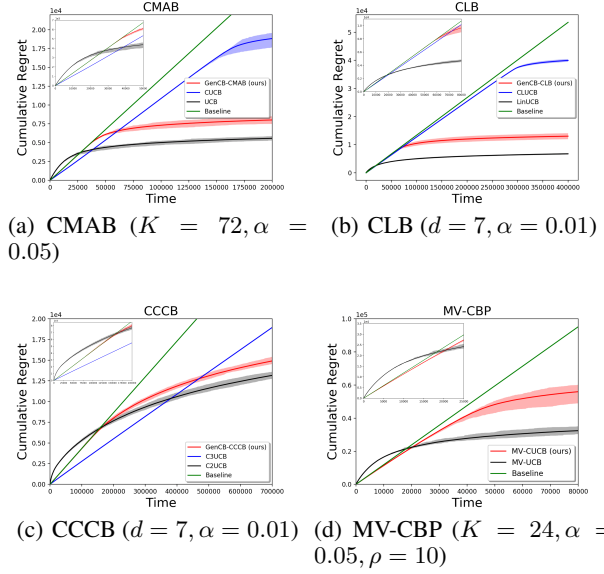 CMAB
1e4
Cumulative Regret
2.00
1.75
1.50
1.25
1.00
0.75
0.50
0.25
0.00
GenCB-CMAB (ours)
CUCB
UCB
Baseline
0 25000 50000 75000 100000 125000 150000 175000 200000
Time
CLB
1e4
Cumulative Regret
5
4
3
2
1
0
GenCB-CLB (ours)
CLUCB
LinUCB
Baseline
0 50000 100000 150000 200000 250000 300000 350000 400000
Time
(a) CMAB (K = 72, α =
0.05)
(b) CLB (d = 7, α = 0.01)
CCCB
1e4
Cumulative Regret
2.00
1.75
1.50
1.25
1.00
0.75
0.50
0.25
0.00
GenCB-CCCB (ours)
C3UCB
C2UCB
Baseline
0 100000 200000 300000 400000 500000 600000 700000
Time
MV-CBP
1e5
Cumulative Regret
1.0
0.8
0.6
0.4
0.2
0.0
MV-CUCB (ours)
MV-UCB
Baseline
0 10000 20000 30000 40000 50000 60000 70000 80000
Time
(c) CCCB (d = 7, α = 0.01)
(d) MV-CBP (K = 24, α =
0.05, ρ = 10)